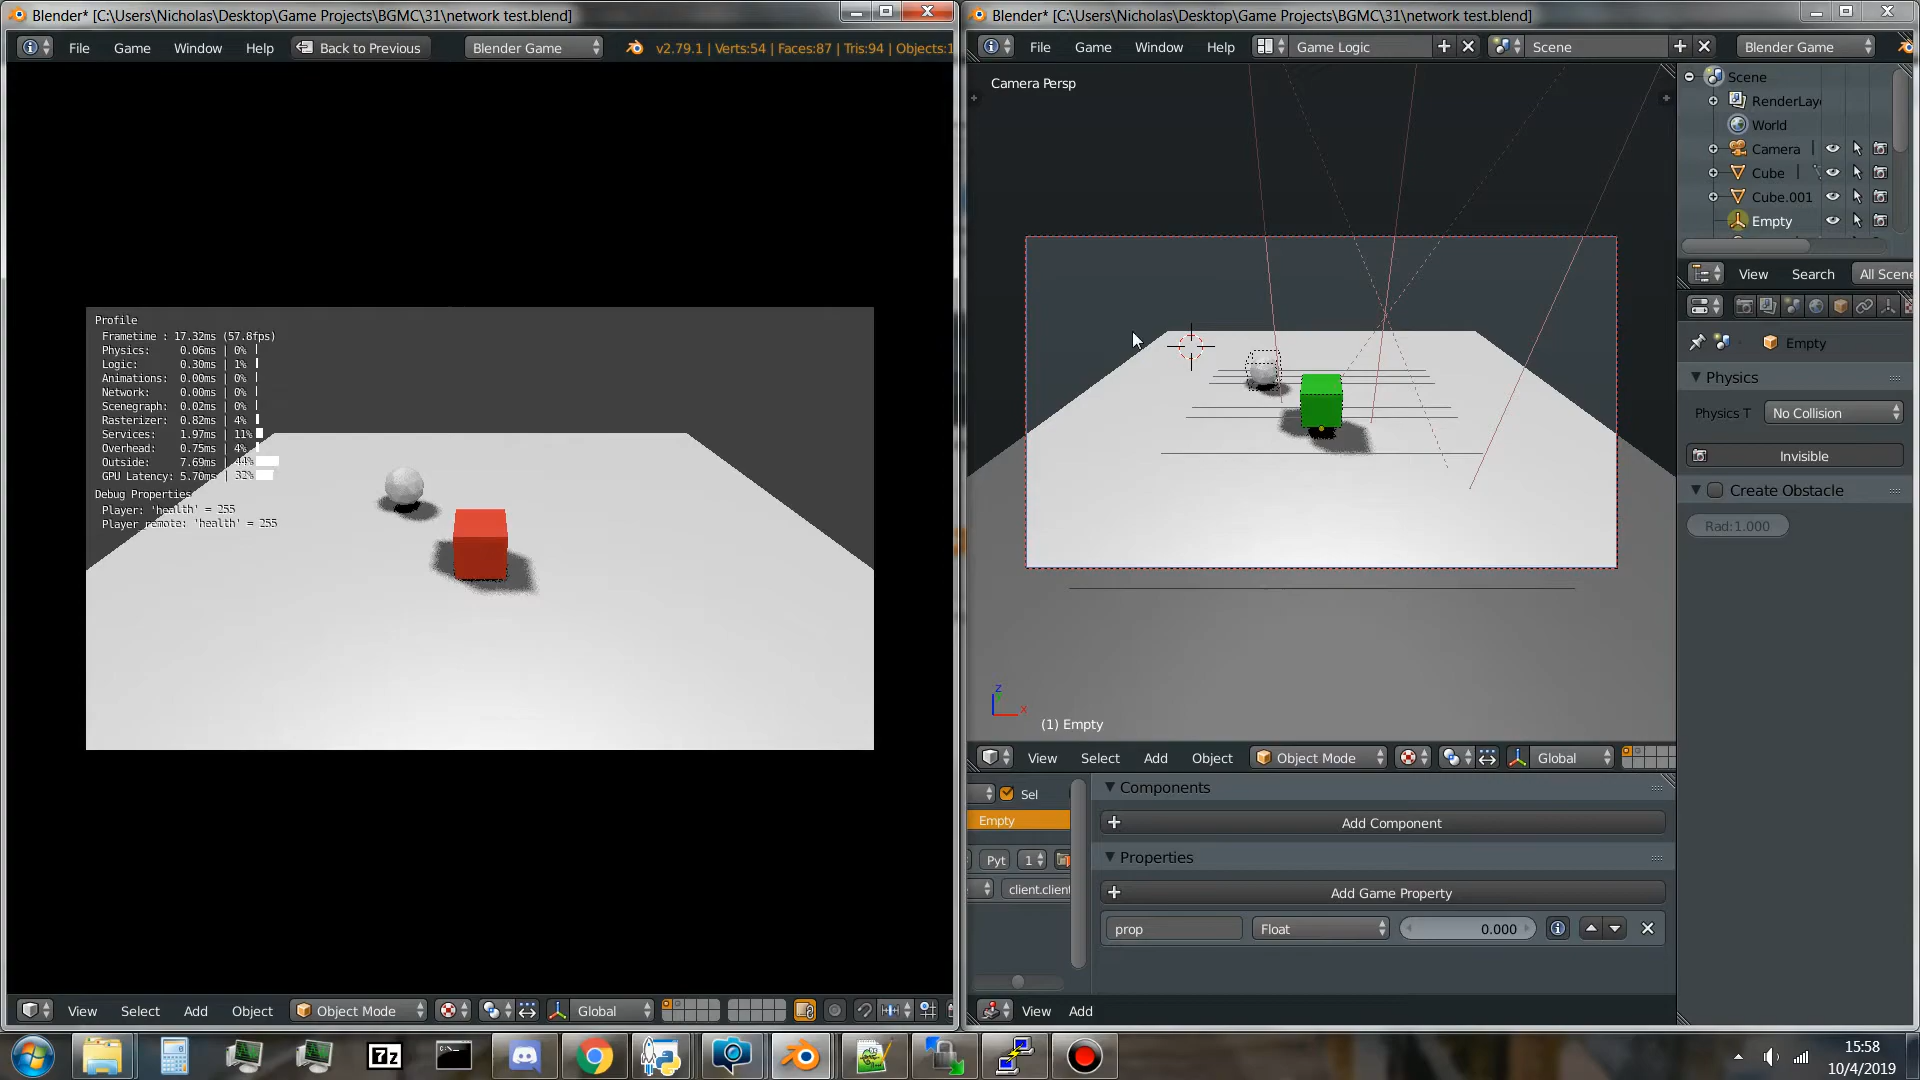 Blender* [C:\Users\Nicholas\Desktop\Game Projects\BGMC\31\network test.blend]
File Game Window Help Back to Previous Blender Game v2.79.1 | Verts:54 | Faces:87 | Tris:94 | Objects:1
Profile
Frametime : 17.32ms (57.8fps)
Physics: 0.06ms | 0% |
Logic: 0.30ms | 1% |
Animations: 0.00ms | 0% |
Network: 0.00ms | 0% |
Scenegraph: 0.02ms | 0% |
Rasterizer: 0.82ms | 4%
Services: 1.97ms | 11%
Overhead: 0.75ms | 4%
Outside: 7.69ms | 44%
GPU Latency: 5.70ms | 32%
Debug Properties
Player: 'health' = 255
Player remote: 'health' = 255
View Select Add Object Object Mode Global
Blender* [C:\Users\Nicholas\Desktop\Game Projects\BGMC\31\network test.blend]
File Game Window Help Game Logic Scene Blender Game
Camera Persp
z
x
(1) Empty
View Select Add Object Object Mode Global
Sel
Empty
Pyt 1
client.client
Components
Add Component
Properties
Add Game Property
prop Float 0.000
View Add
Scene
RenderLay
World
Camera
Cube
Cube.001
Empty
View Search All Scene
Empty
Physics
Physics T No Collision
Invisible
Create Obstacle
Rad:1.000
7z
15:58
10/4/2019